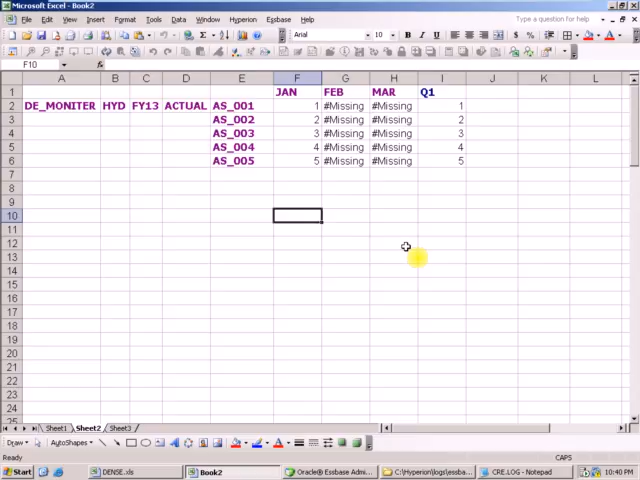 Microsoft Excel - Book2
File Edit View Insert Format Tools Data Window Hyperion Essbase Help
Type a question for help
Arial 10 B I U
F10 fx
A B C D E F G H I J K L
1 JAN FEB MAR Q1
2 DE_MONITER HYD FY13 ACTUAL AS_001 1 #Missing #Missing 1
3 AS_002 2 #Missing #Missing 2
4 AS_003 3 #Missing #Missing 3
5 AS_004 4 #Missing #Missing 4
6 AS_005 5 #Missing #Missing 5
7
8
9
10
11
12
13
14
15
16
17
18
19
20
21
22
23
24
25
Sheet1 Sheet2 Sheet3
Draw AutoShapes
Ready CAPS
Start DENSE.xls Book2 Oracle® Essbase Admini... C:\Hyperion\logs\essba... CRE.LOG - Notepad 10:40 PM